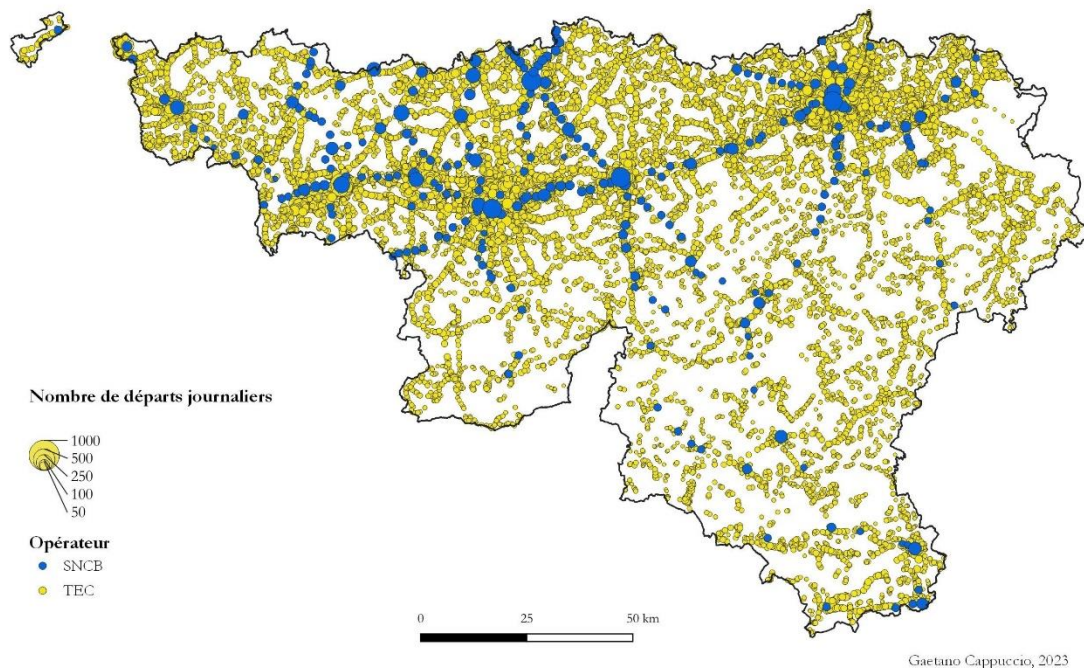 Nombre de départs journaliers
1000
500
250
100
50
Opérateur
SNCB
TEC
0 25 50 km
Gaetano Cappuccio, 2023